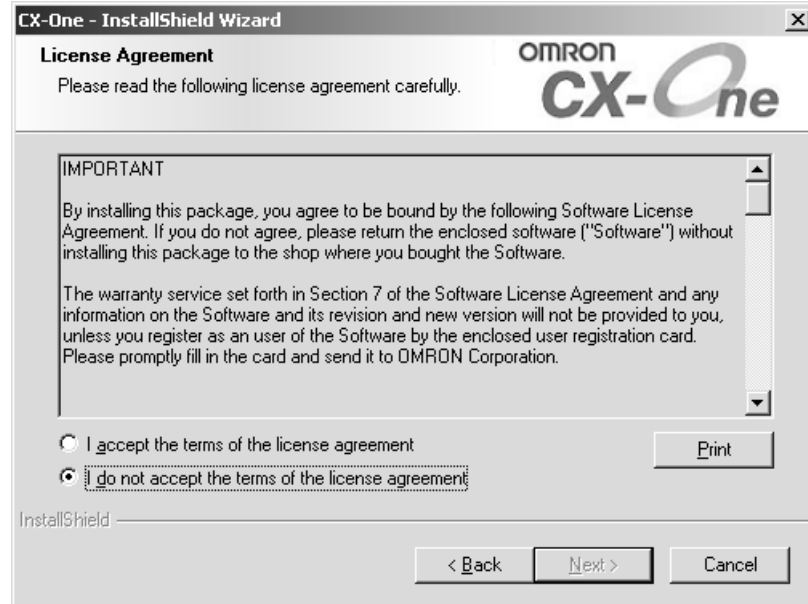 CX-One - InstallShield Wizard
License Agreement
Please read the following license agreement carefully.
OMRON
CX-One
IMPORTANT
By installing this package, you agree to be bound by the following Software License
Agreement. If you do not agree, please return the enclosed software ("Software") without
installing this package to the shop where you bought the Software.
The warranty service set forth in Section 7 of the Software License Agreement and any
information on the Software and its revision and new version will not be provided to you,
unless you register as an user of the Software by the enclosed user registration card.
Please promptly fill in the card and send it to OMRON Corporation.
I accept the terms of the license agreement
Print
I do not accept the terms of the license agreement
InstallShield
< Back
Next >
Cancel